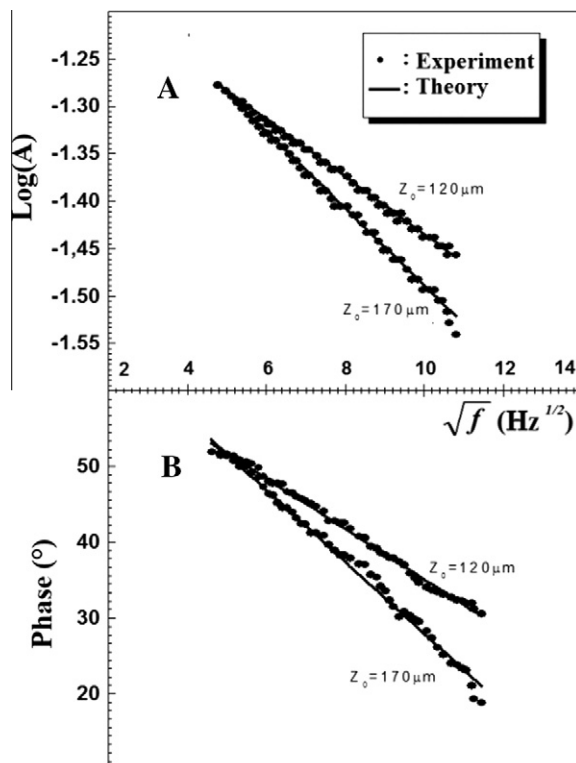 -1.25
-1.30
-1.35
-1.40
-1,45
-1.50
-1.55
Log(A)
A
• : Experiment
—: Theory
Z₀=120μm
Z₀=170μm
2 4 6 8 10 12 14
√f (Hz 1/2)
B
50
40
30
20
Phase (°)
Z₀=120μm
Z₀=170μm